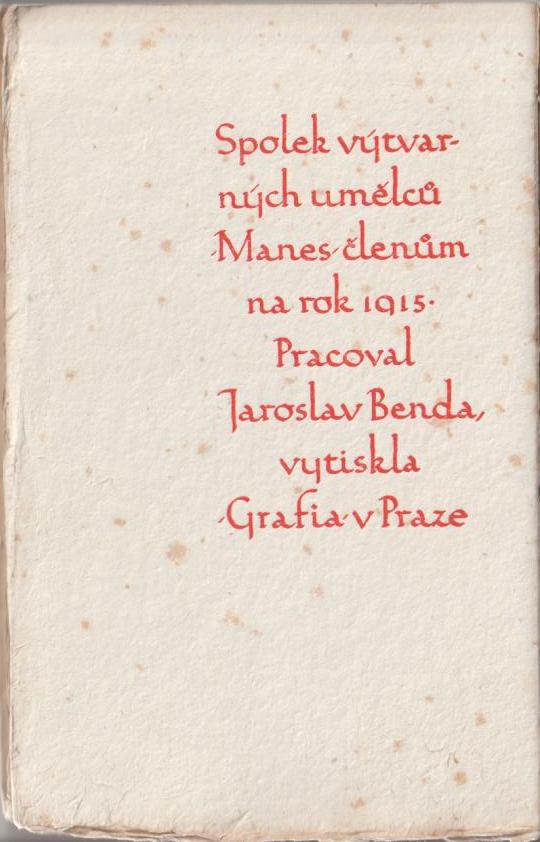 Spolek výtvar-
ných umělců
·Manes· členům
na rok 1915·
Pracoval
Jaroslav Benda,
vytiskla
·Grafia· v Praze